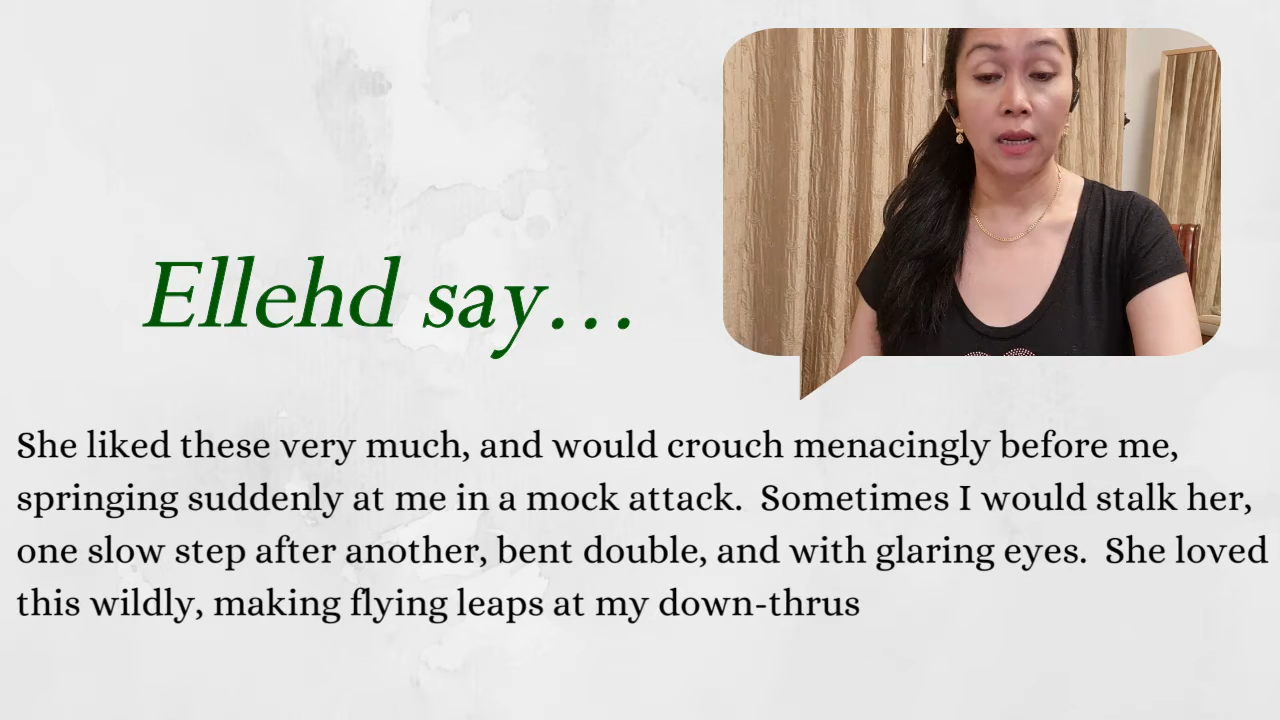 Ellehd say...
She liked these very much, and would crouch menacingly before me,
springing suddenly at me in a mock attack.  Sometimes I would stalk her,
one slow step after another, bent double, and with glaring eyes.  She loved
this wildly, making flying leaps at my down-thrus